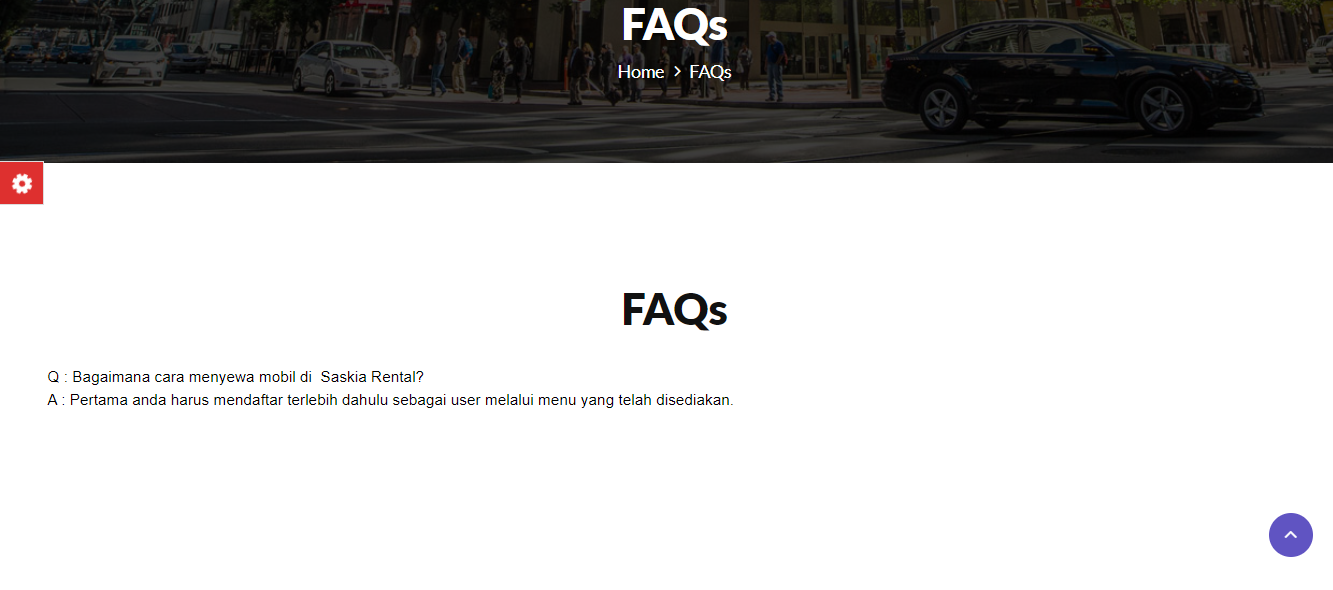 FAQs
Home > FAQs
FAQs
Q : Bagaimana cara menyewa mobil di  Saskia Rental?
A : Pertama anda harus mendaftar terlebih dahulu sebagai user melalui menu yang telah disediakan.